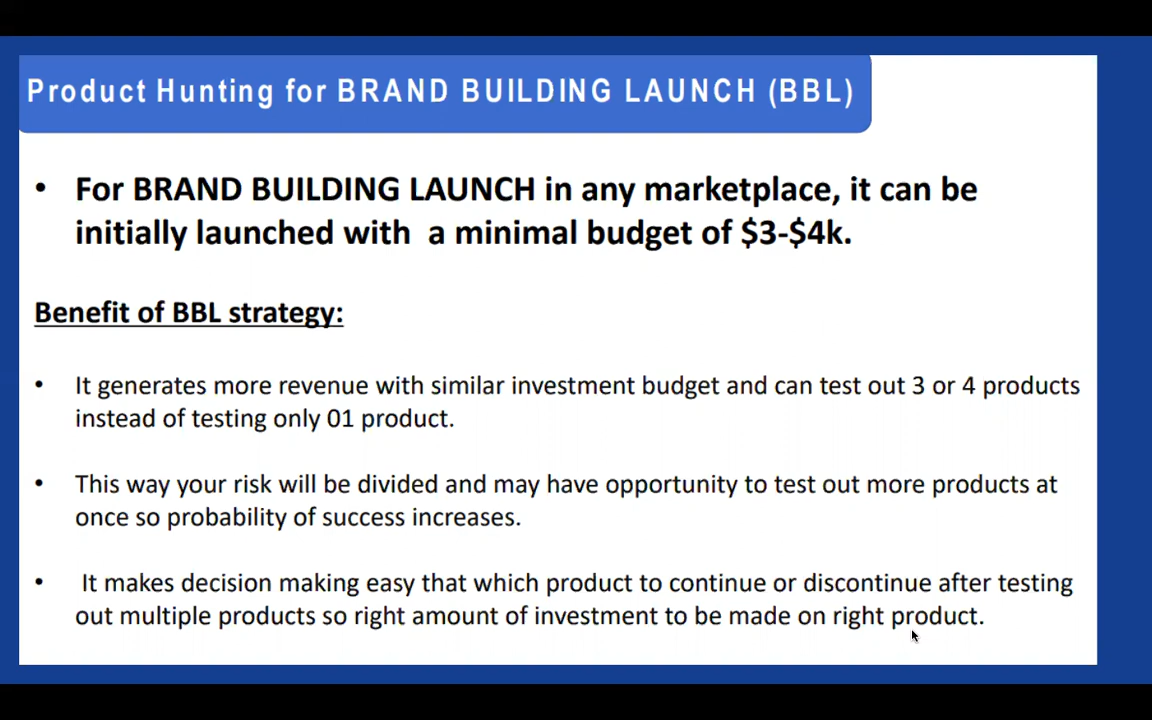 Product Hunting for BRAND BUILDING LAUNCH (BBL)
• For BRAND BUILDING LAUNCH in any marketplace, it can be
initially launched with a minimal budget of $3-$4k.
Benefit of BBL strategy:
• It generates more revenue with similar investment budget and can test out 3 or 4 products
instead of testing only 01 product.
• This way your risk will be divided and may have opportunity to test out more products at
once so probability of success increases.
• It makes decision making easy that which product to continue or discontinue after testing
out multiple products so right amount of investment to be made on right product.